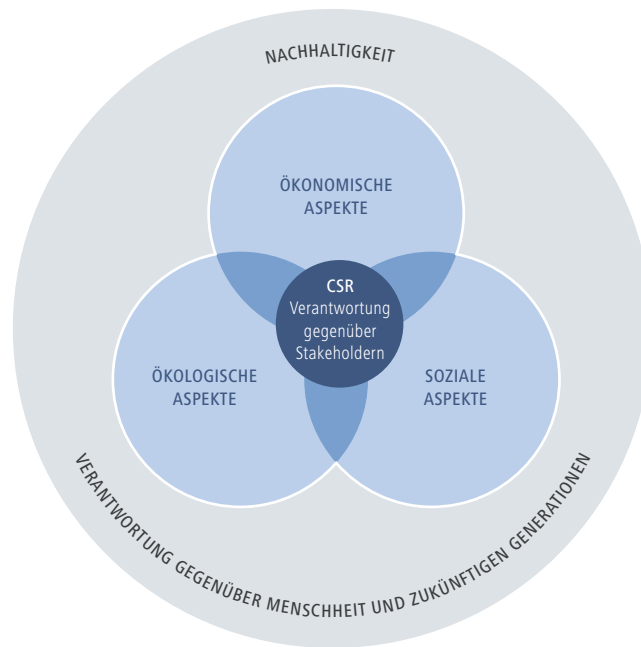 NACHHALTIGKEIT
ÖKONOMISCHE
ASPEKTE
CSR
Verantwortung
gegenüber
Stakeholdern
ÖKOLOGISCHE
ASPEKTE
SOZIALE
ASPEKTE
VERANTWORTUNG GEGENÜBER MENSCHHEIT UND ZUKÜNFTIGEN GENERATIONEN